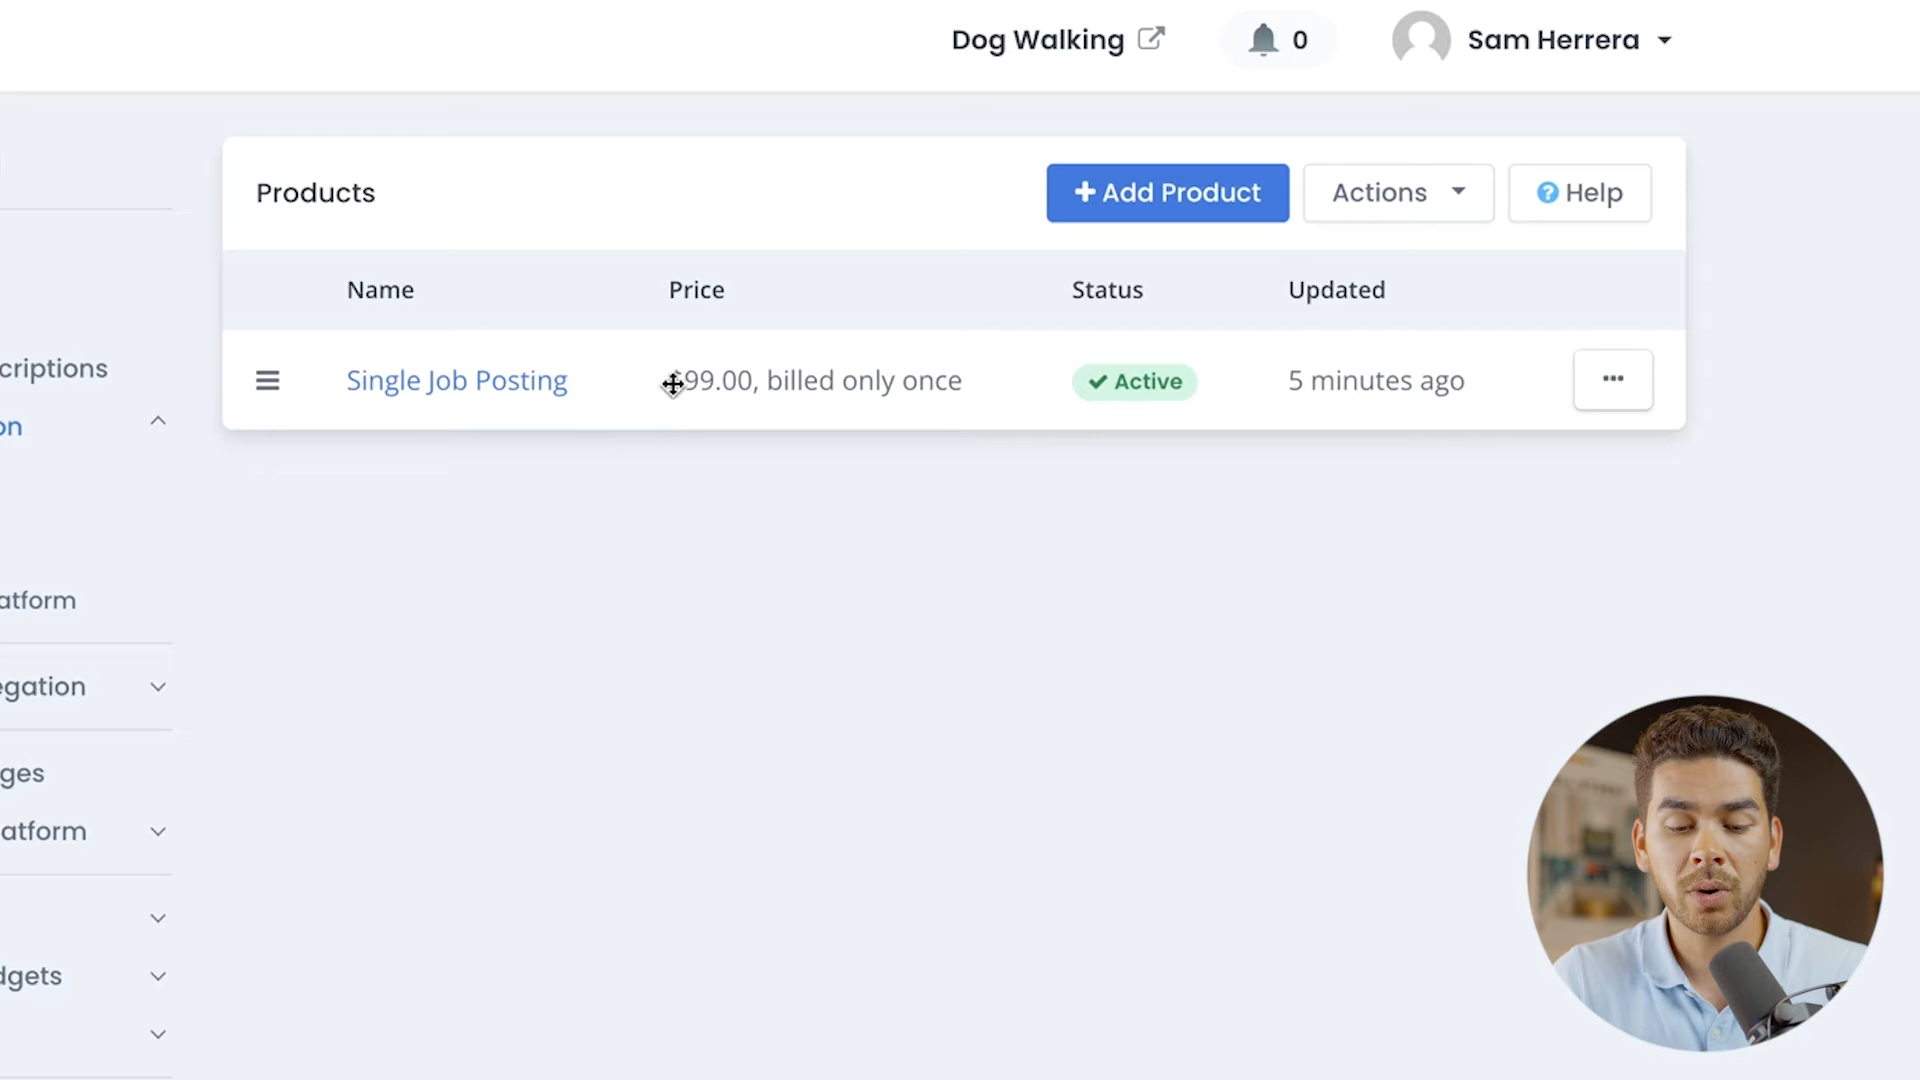 Dog Walking
0
Sam Herrera
Products
+ Add Product
Actions
? Help
Name
Price
Status
Updated
Single Job Posting
$99.00, billed only once
Active
5 minutes ago
criptions
on
atform
egation
ges
atform
dgets